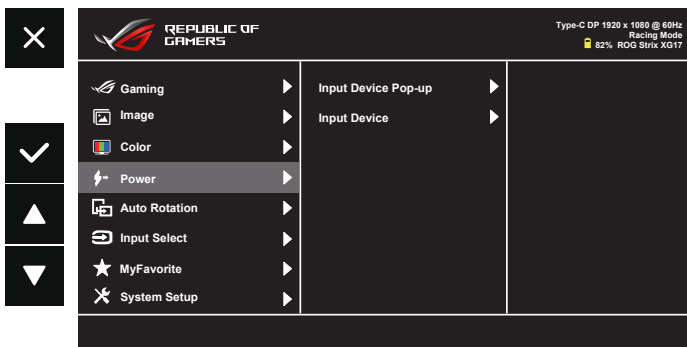 REPUBLIC OF
GAMERS
Type-C DP 1920 x 1080 @ 60Hz
Racing Mode
82% ROG Strix XG17
Gaming
Image
Color
Power
Auto Rotation
Input Select
MyFavorite
System Setup
Input Device Pop-up
Input Device